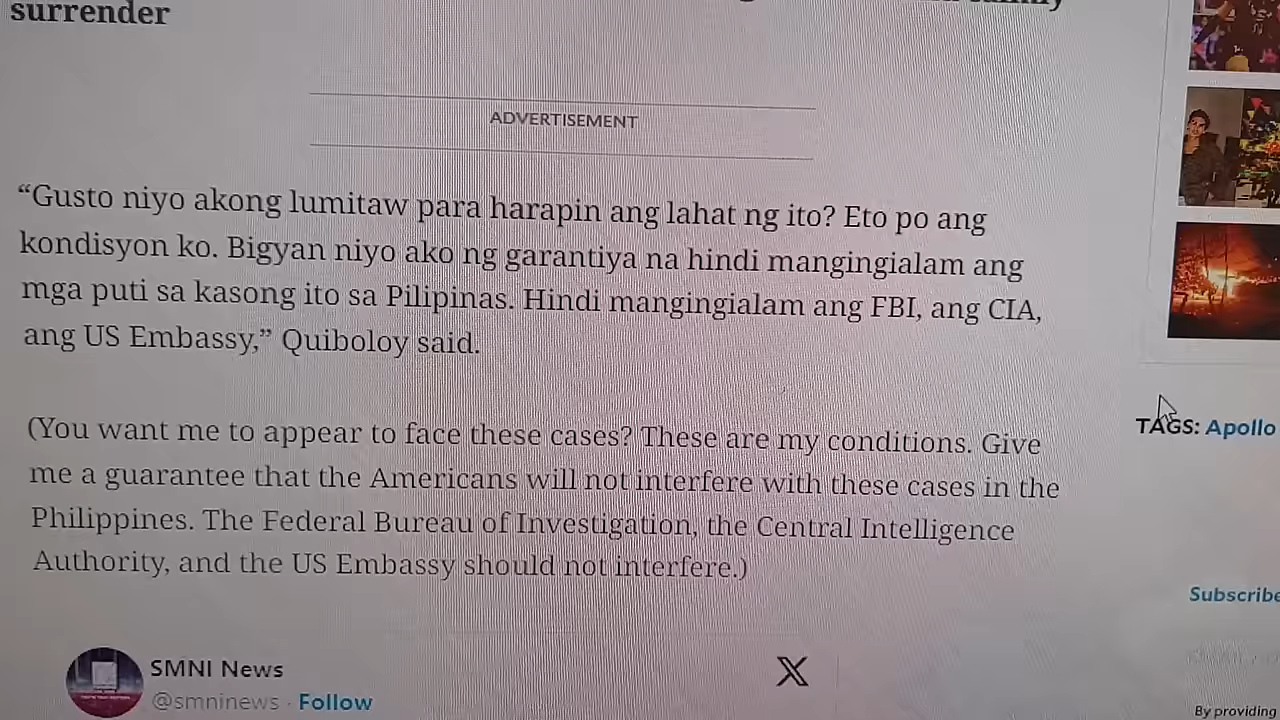 surrender
ADVERTISEMENT
“Gusto niyo akong lumitaw para harapin ang lahat ng ito? Eto po ang
kondisyon ko. Bigyan niyo ako ng garantiya na hindi mangingialam ang
mga puti sa kasong ito sa Pilipinas. Hindi mangingialam ang FBI, ang CIA,
ang US Embassy,” Quiboloy said.
(You want me to appear to face these cases? These are my conditions. Give
me a guarantee that the Americans will not interfere with these cases in the
Philippines. The Federal Bureau of Investigation, the Central Intelligence
Authority, and the US Embassy should not interfere.)
SMNI News
@smninews · Follow
X
TAGS: Apollo
Subscribe
By providing